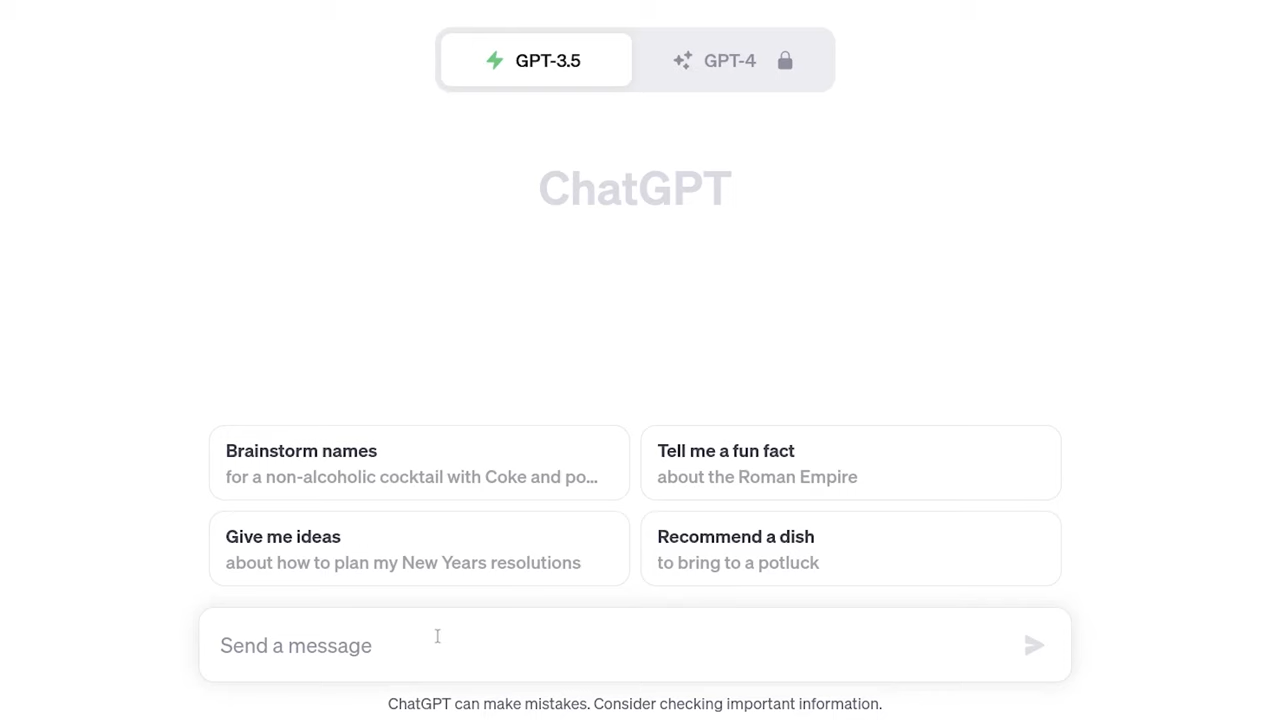 GPT-3.5
GPT-4
ChatGPT
Brainstorm names
for a non-alcoholic cocktail with Coke and po...
Tell me a fun fact
about the Roman Empire
Give me ideas
about how to plan my New Years resolutions
Recommend a dish
to bring to a potluck
Send a message
ChatGPT can make mistakes. Consider checking important information.